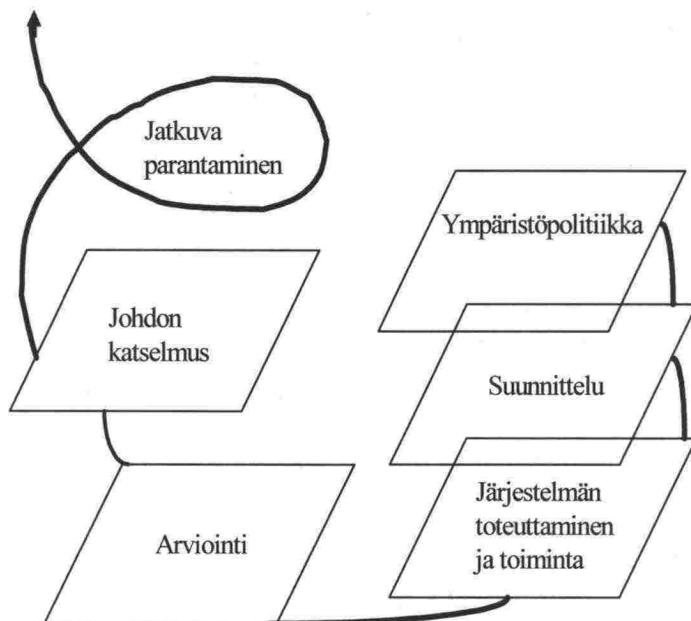 Jatkuva
parantaminen
Ympäristöpolitiikka
Johdon
katselmus
Suunnittelu
Järjestelmän
toteuttaminen
ja toiminta
Arviointi